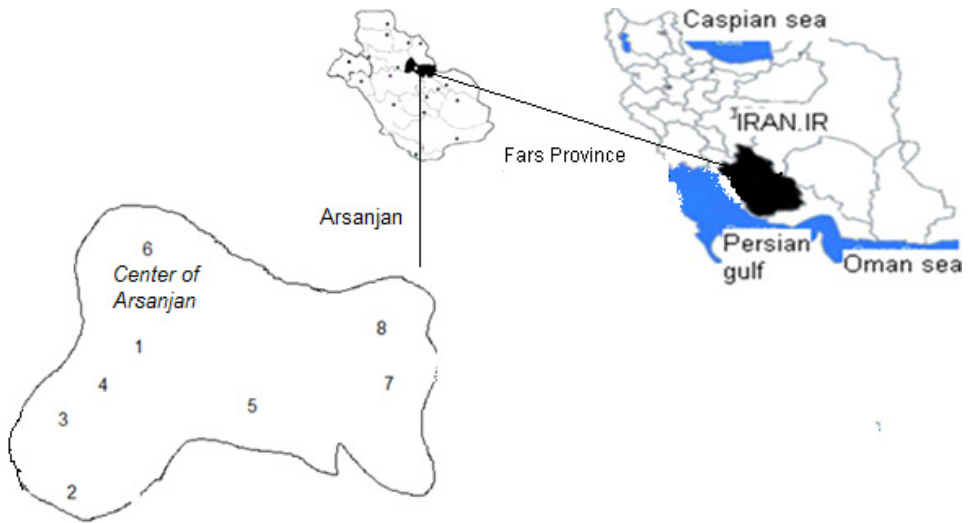 Caspian sea
IRAN.IR
Fars Province
Arsanjan
Persian
gulf
Oman sea
6
Center of
Arsanjan
8
1
4
7
3
5
2